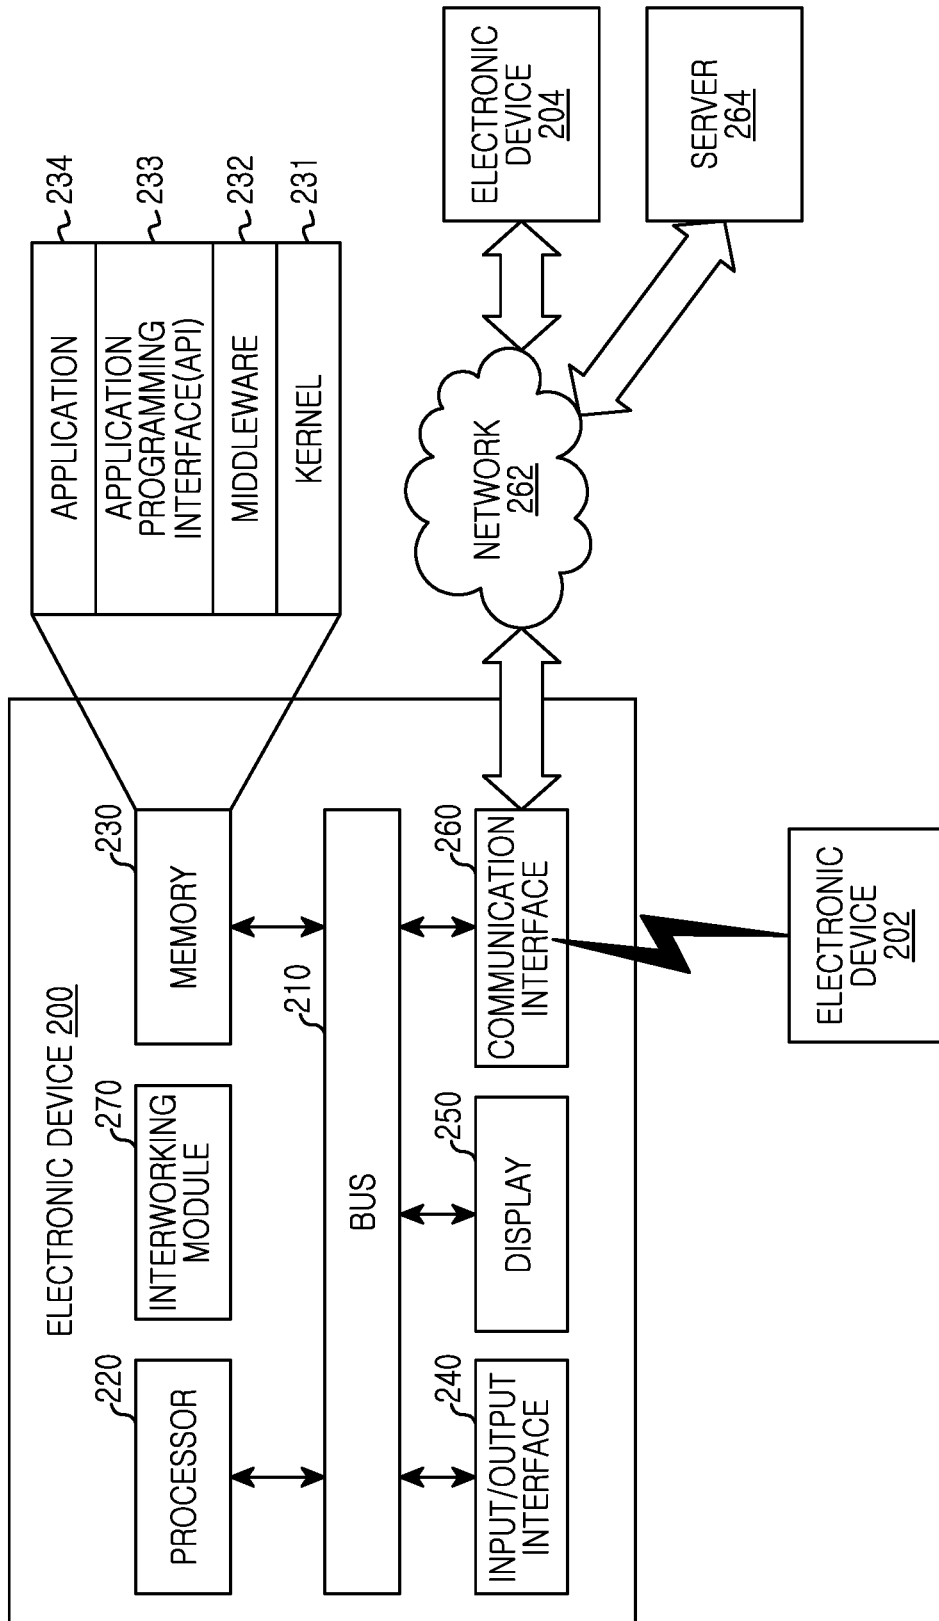 ELECTRONIC DEVICE 200
220
PROCESSOR
270
INTERWORKING
MODULE
230
MEMORY
234
APPLICATION
233
APPLICATION
PROGRAMMING
INTERFACE(API)
232
MIDDLEWARE
231
KERNEL
210
BUS
240
INPUT/OUTPUT
INTERFACE
250
DISPLAY
260
COMMUNICATION
INTERFACE
NETWORK
262
ELECTRONIC
DEVICE
204
SERVER
264
ELECTRONIC
DEVICE
202